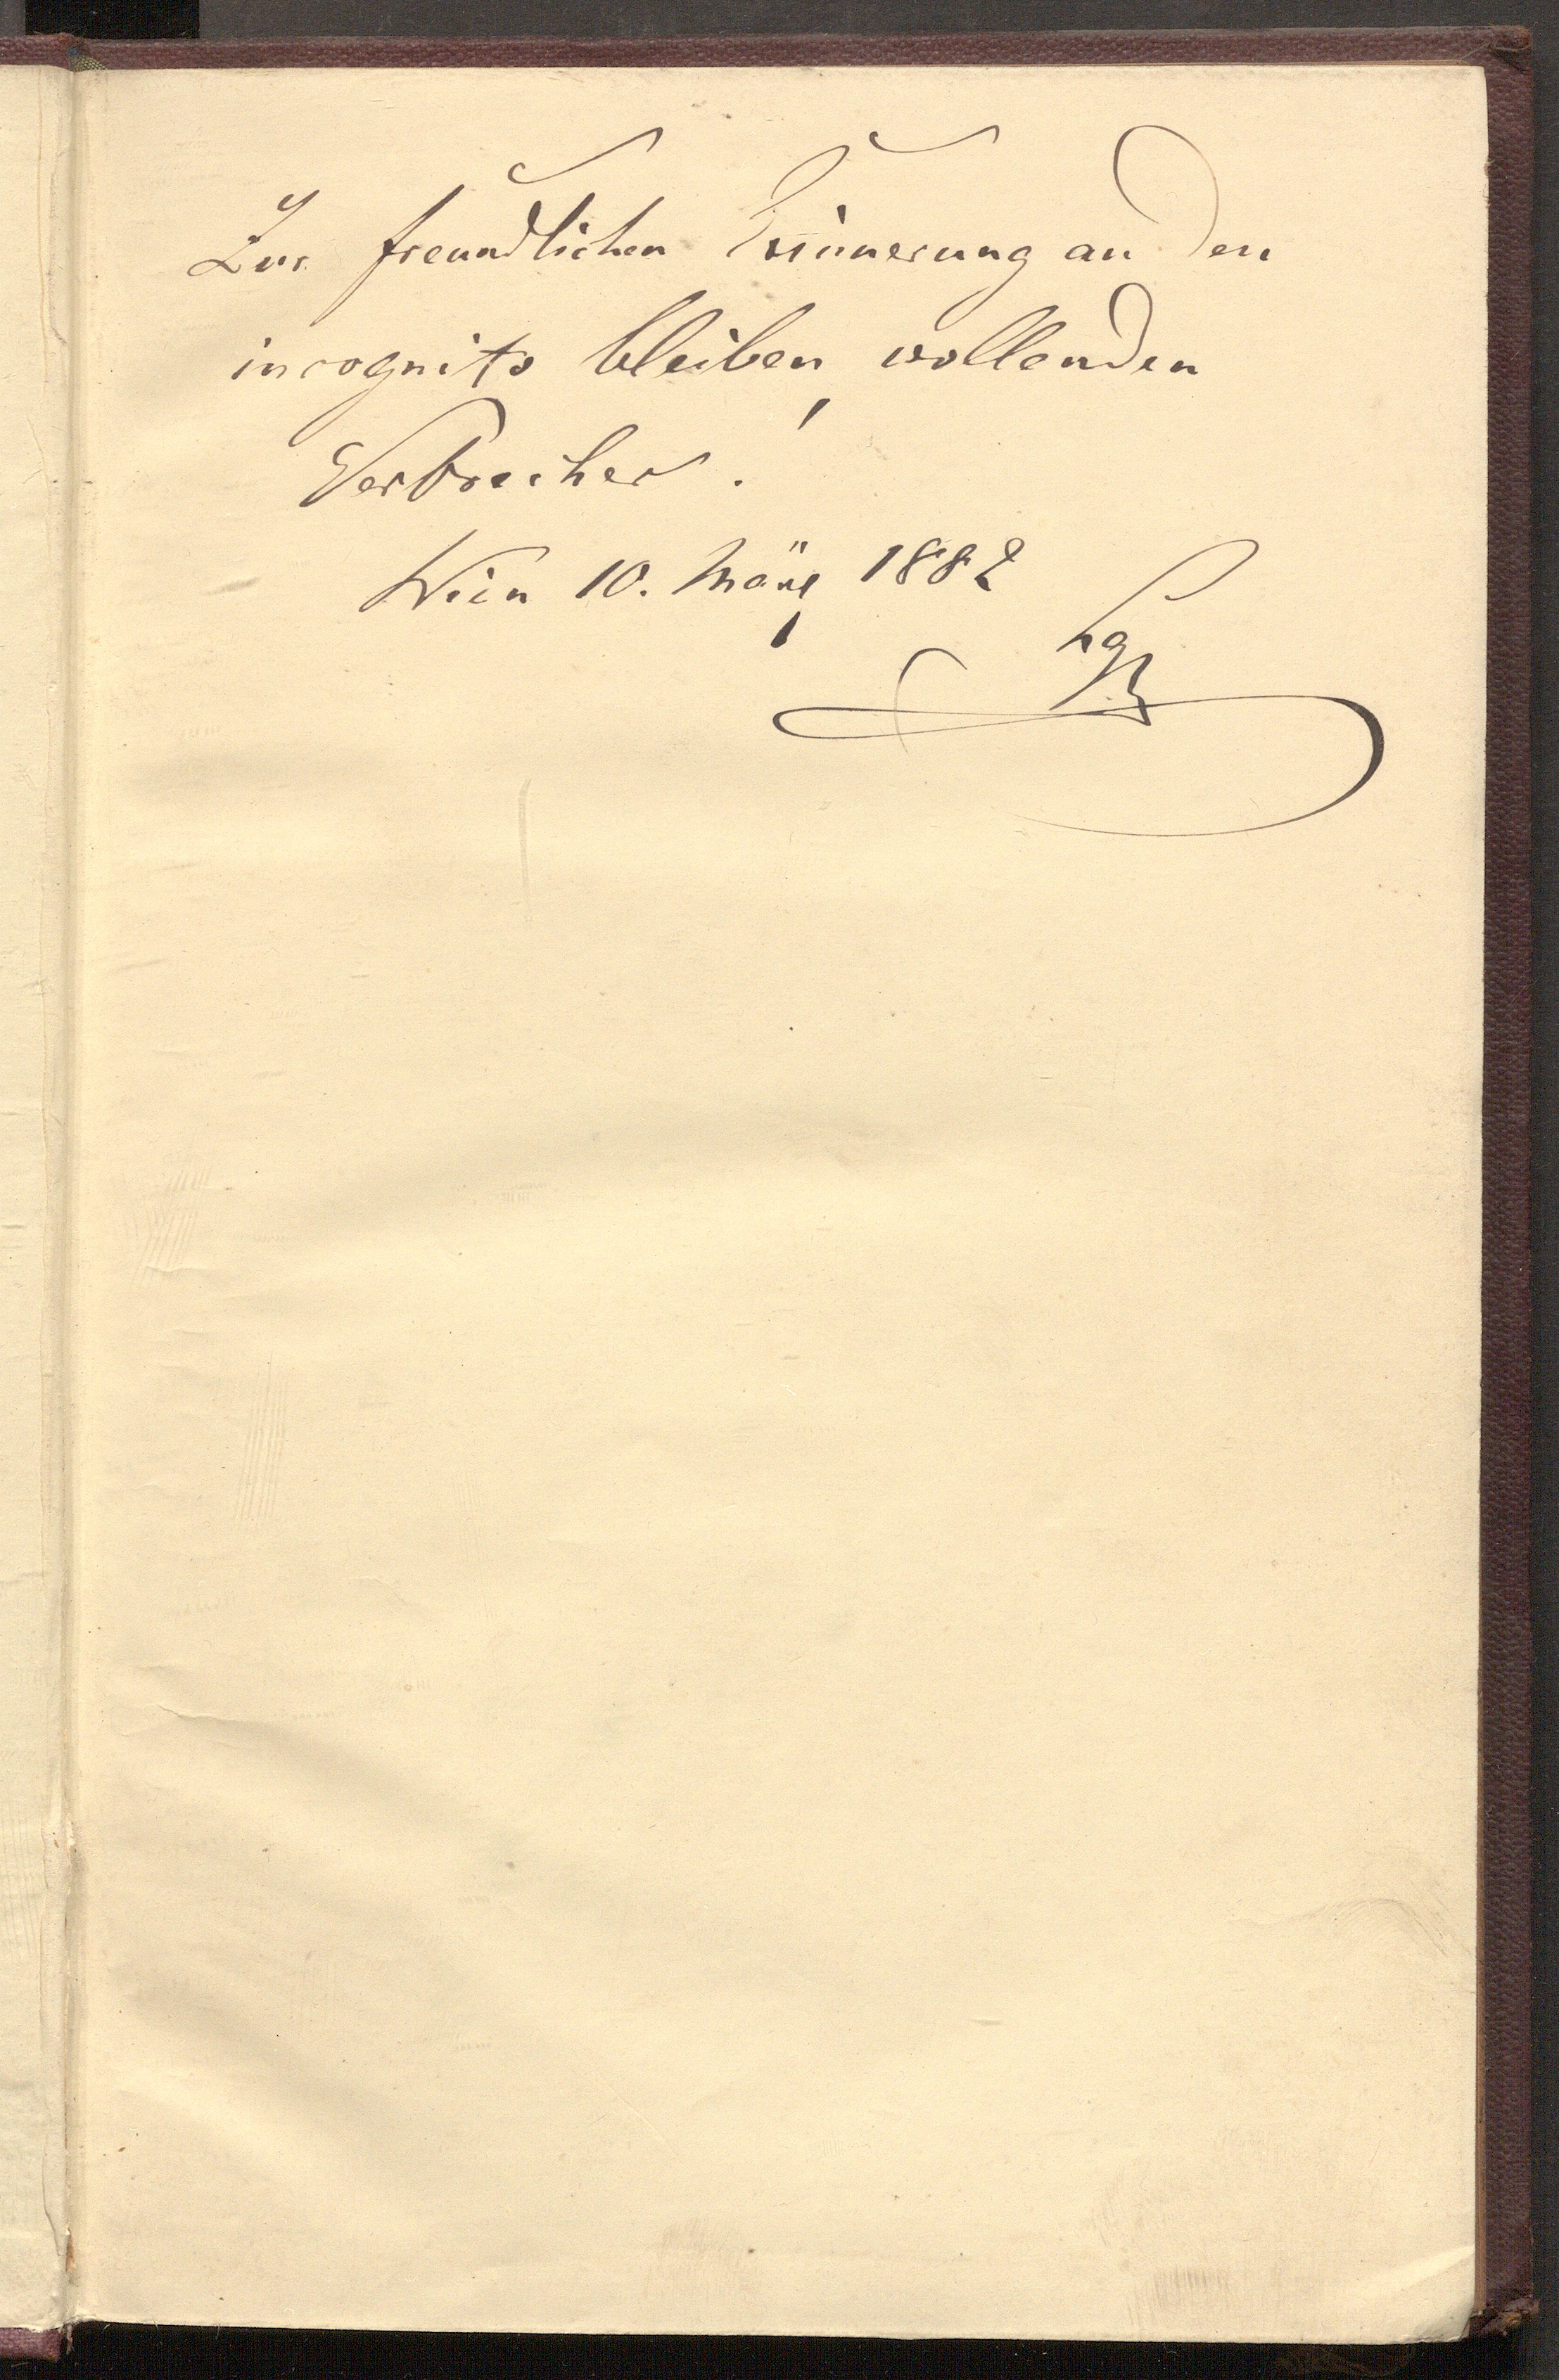 Zur freundlichen Erinnerung an den
incognito bleiben wollenden
Verbrecher.
Wien 10. März 1882